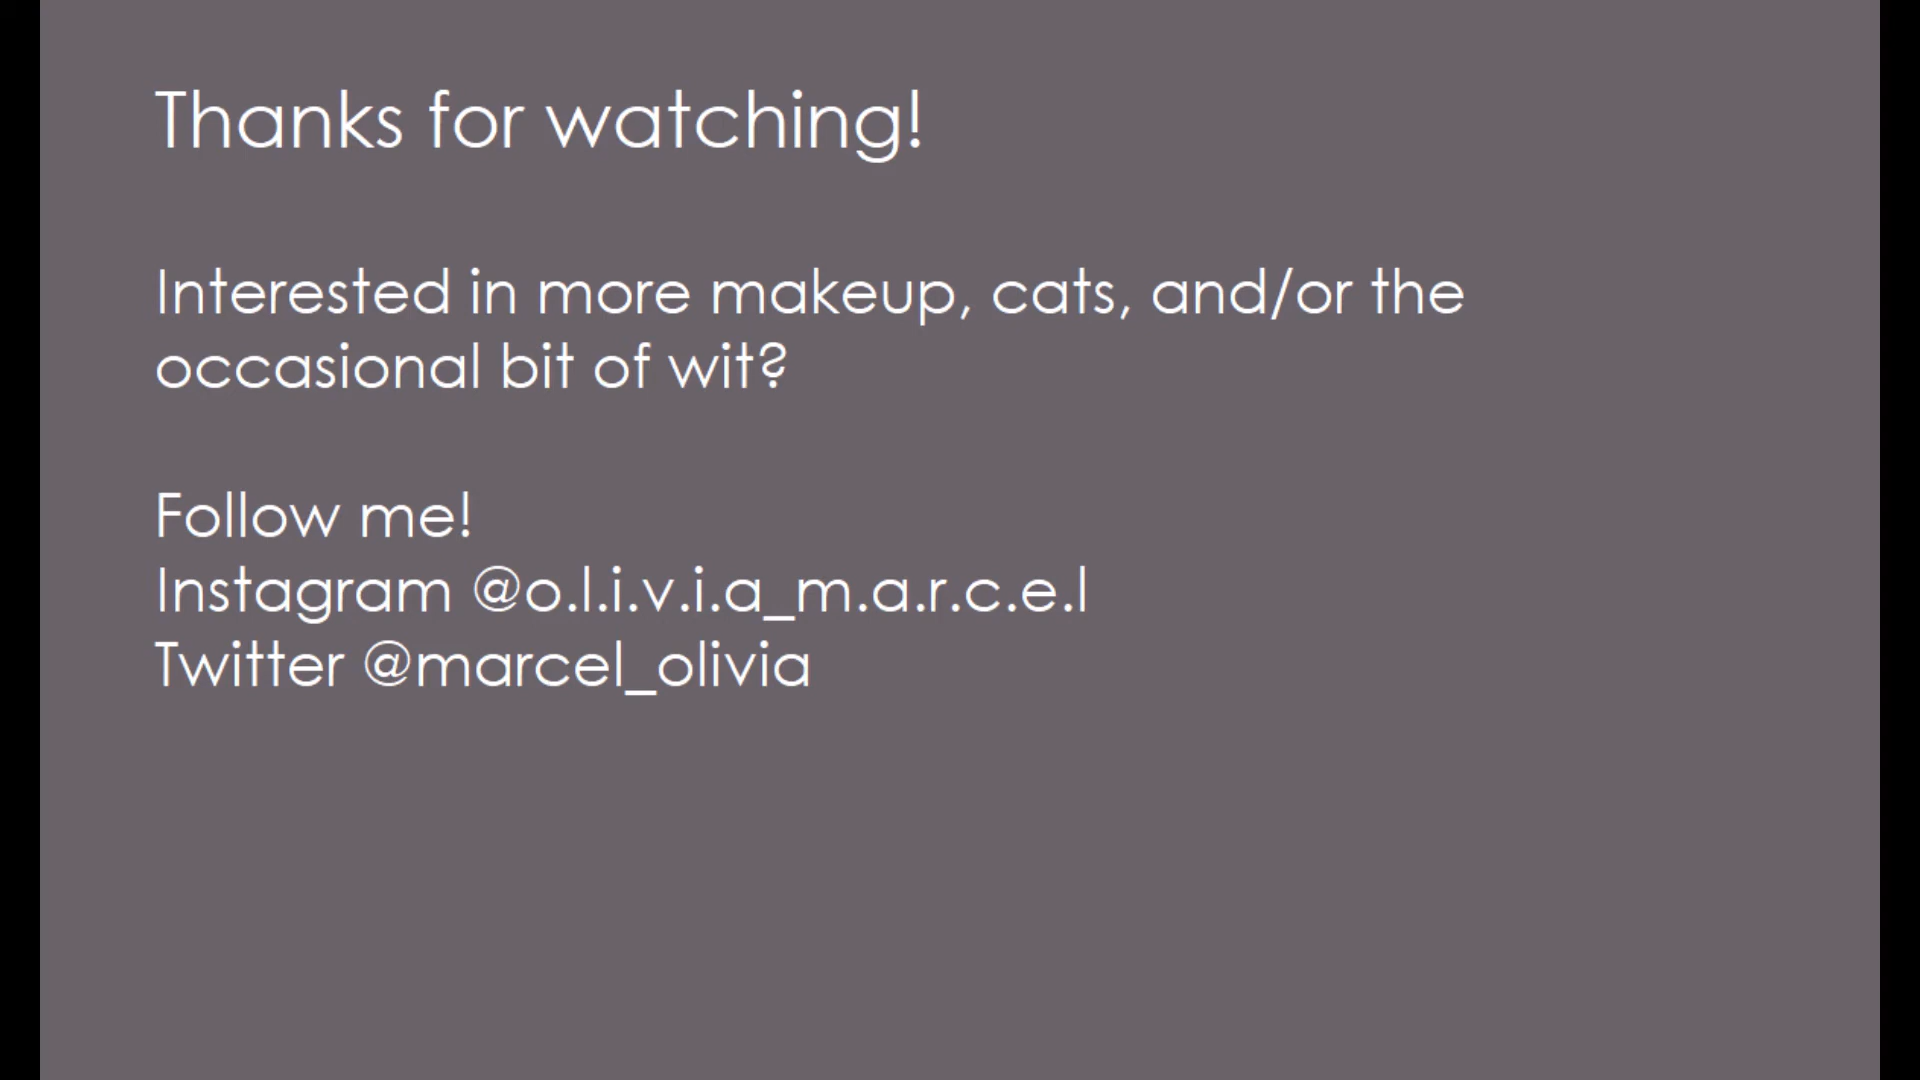 Thanks for watching!
Interested in more makeup, cats, and/or the
occasional bit of wit?
Follow me!
Instagram @o.l.i.v.i.a_m.a.r.c.e.l
Twitter @marcel_olivia